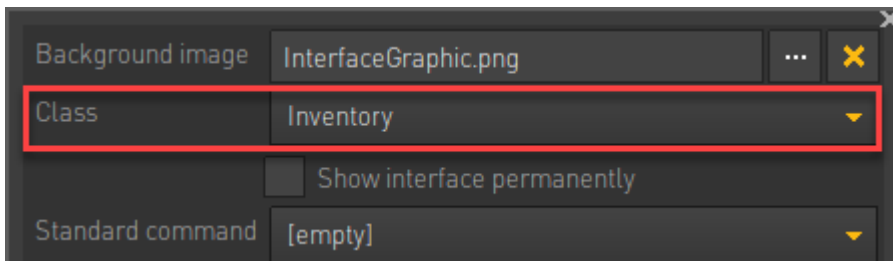 Background image InterfaceGraphic.png ...
Class Inventory
Show interface permanently
Standard command [empty]